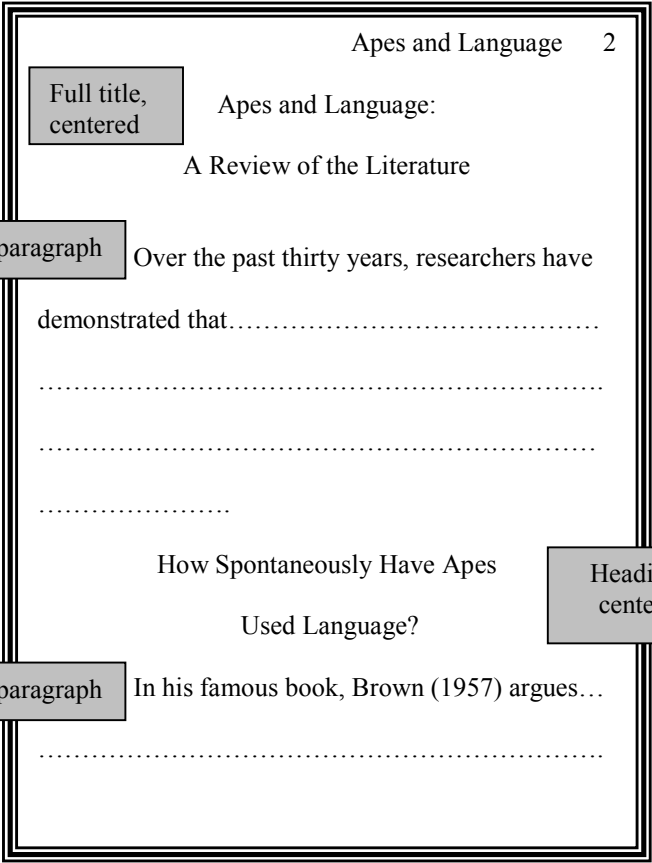 Apes and Language 2
Full title,
centered
Apes and Language:
A Review of the Literature
paragraph
Over the past thirty years, researchers have
demonstrated that……………………………………
……………………………………………………….
………………………………………………………
………………….
How Spontaneously Have Apes
Used Language?
paragraph
In his famous book, Brown (1957) argues…
……………………………………………………….